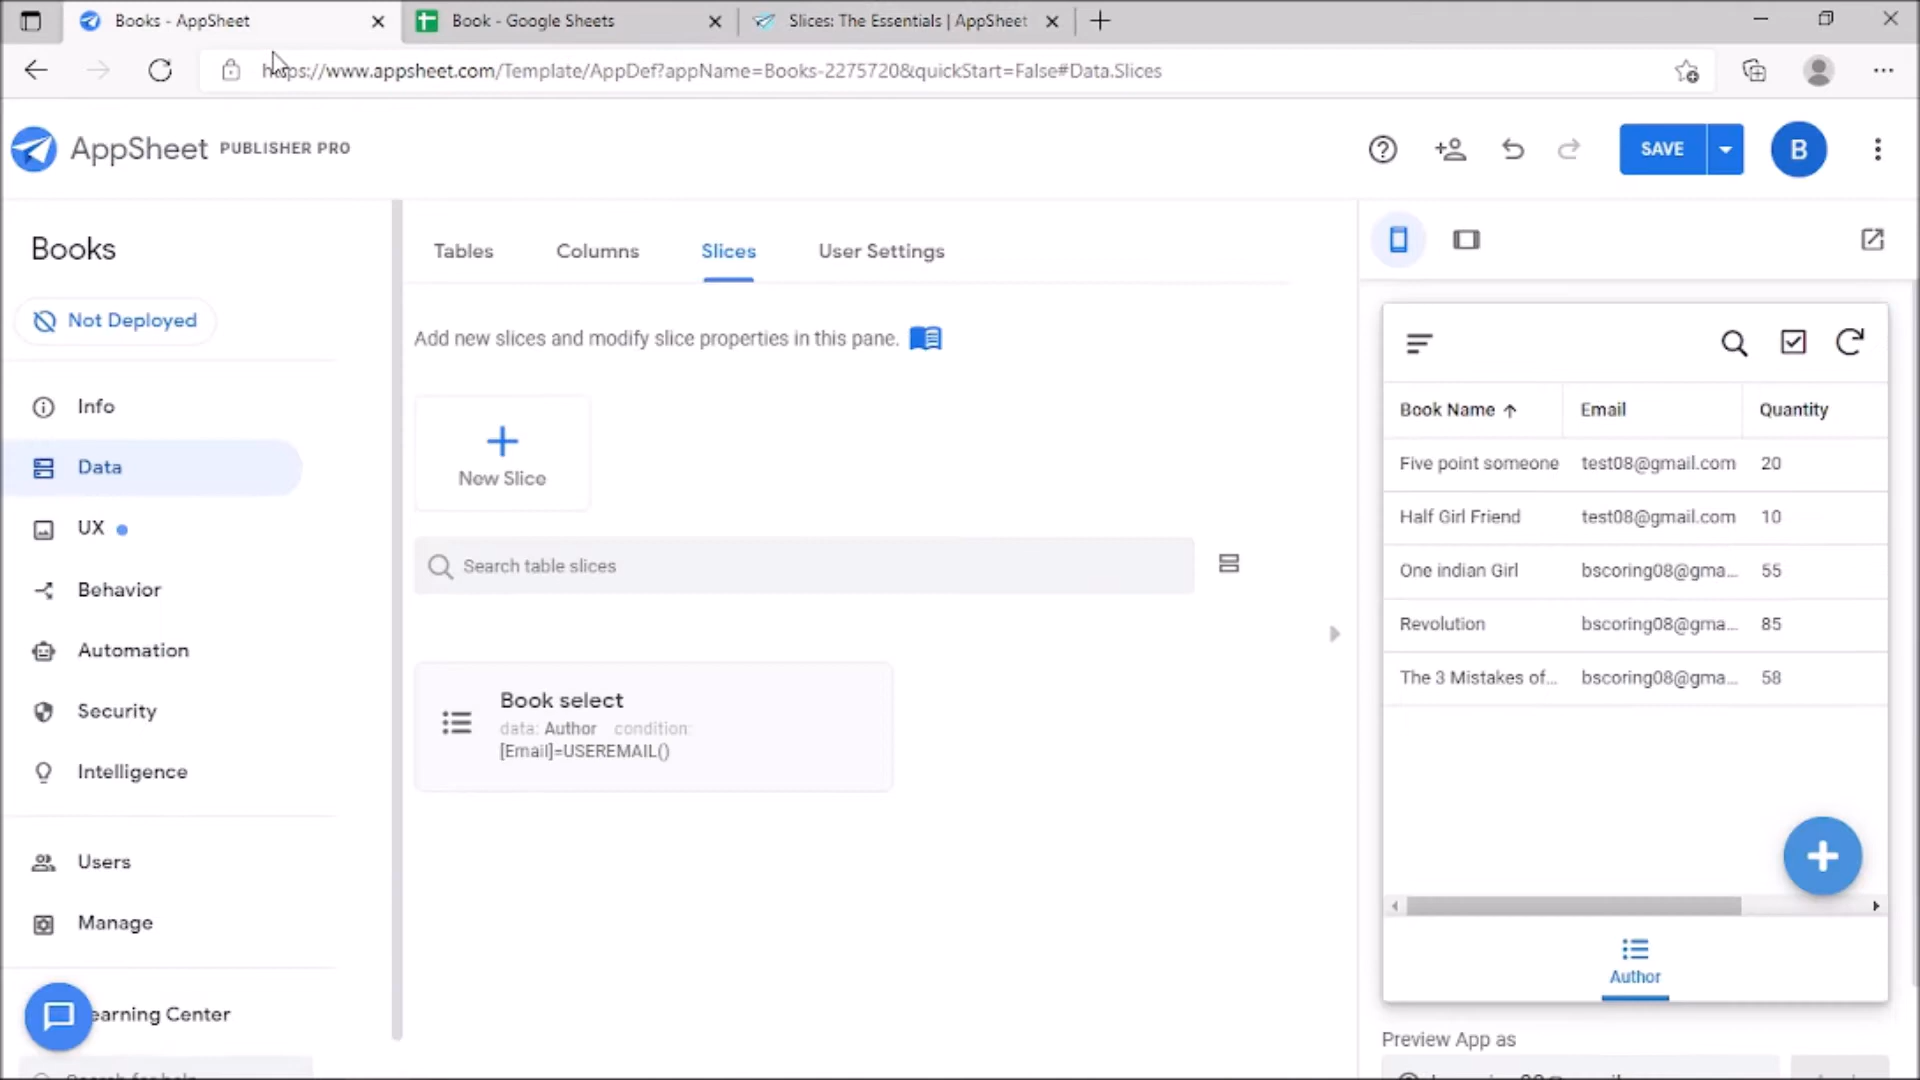 Books - AppSheet
Book - Google Sheets
Slices: The Essentials | AppSheet
https://www.appsheet.com/Template/AppDef?appName=Books-2275720&quickStart=False#Data.Slices
AppSheet PUBLISHER PRO
SAVE
B
Books
Not Deployed
Info
Data
UX
Behavior
Automation
Security
Intelligence
Users
Manage
earning Center
Tables
Columns
Slices
User Settings
Add new slices and modify slice properties in this pane.
New Slice
Search table slices
Book select
data: Author condition:
[Email]=USEREMAIL()
Book Name Email Quantity
Five point someone test08@gmail.com 20
Half Girl Friend test08@gmail.com 10
One indian Girl bscoring08@gma... 55
Revolution bscoring08@gma... 85
The 3 Mistakes of... bscoring08@gma... 58
Author
Preview App as